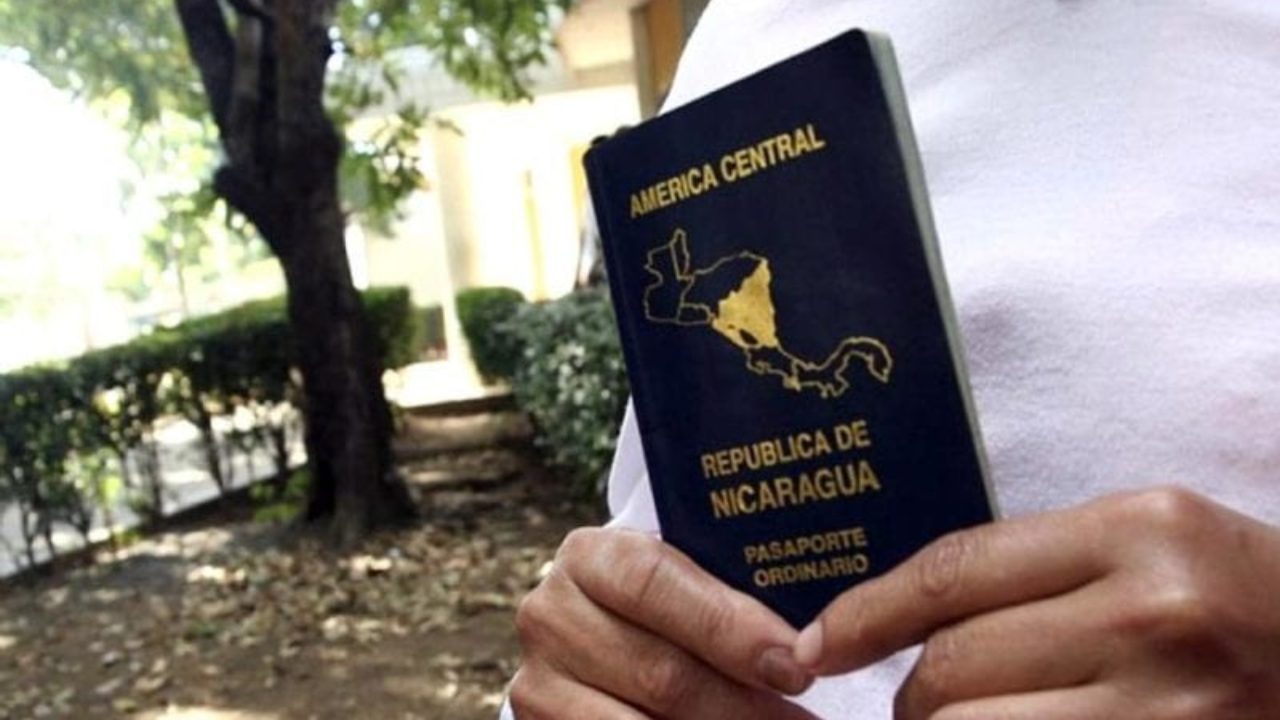 AMERICA CENTRAL
REPUBLICA DE
NICARAGUA
PASAPORTE
ORDINARIO